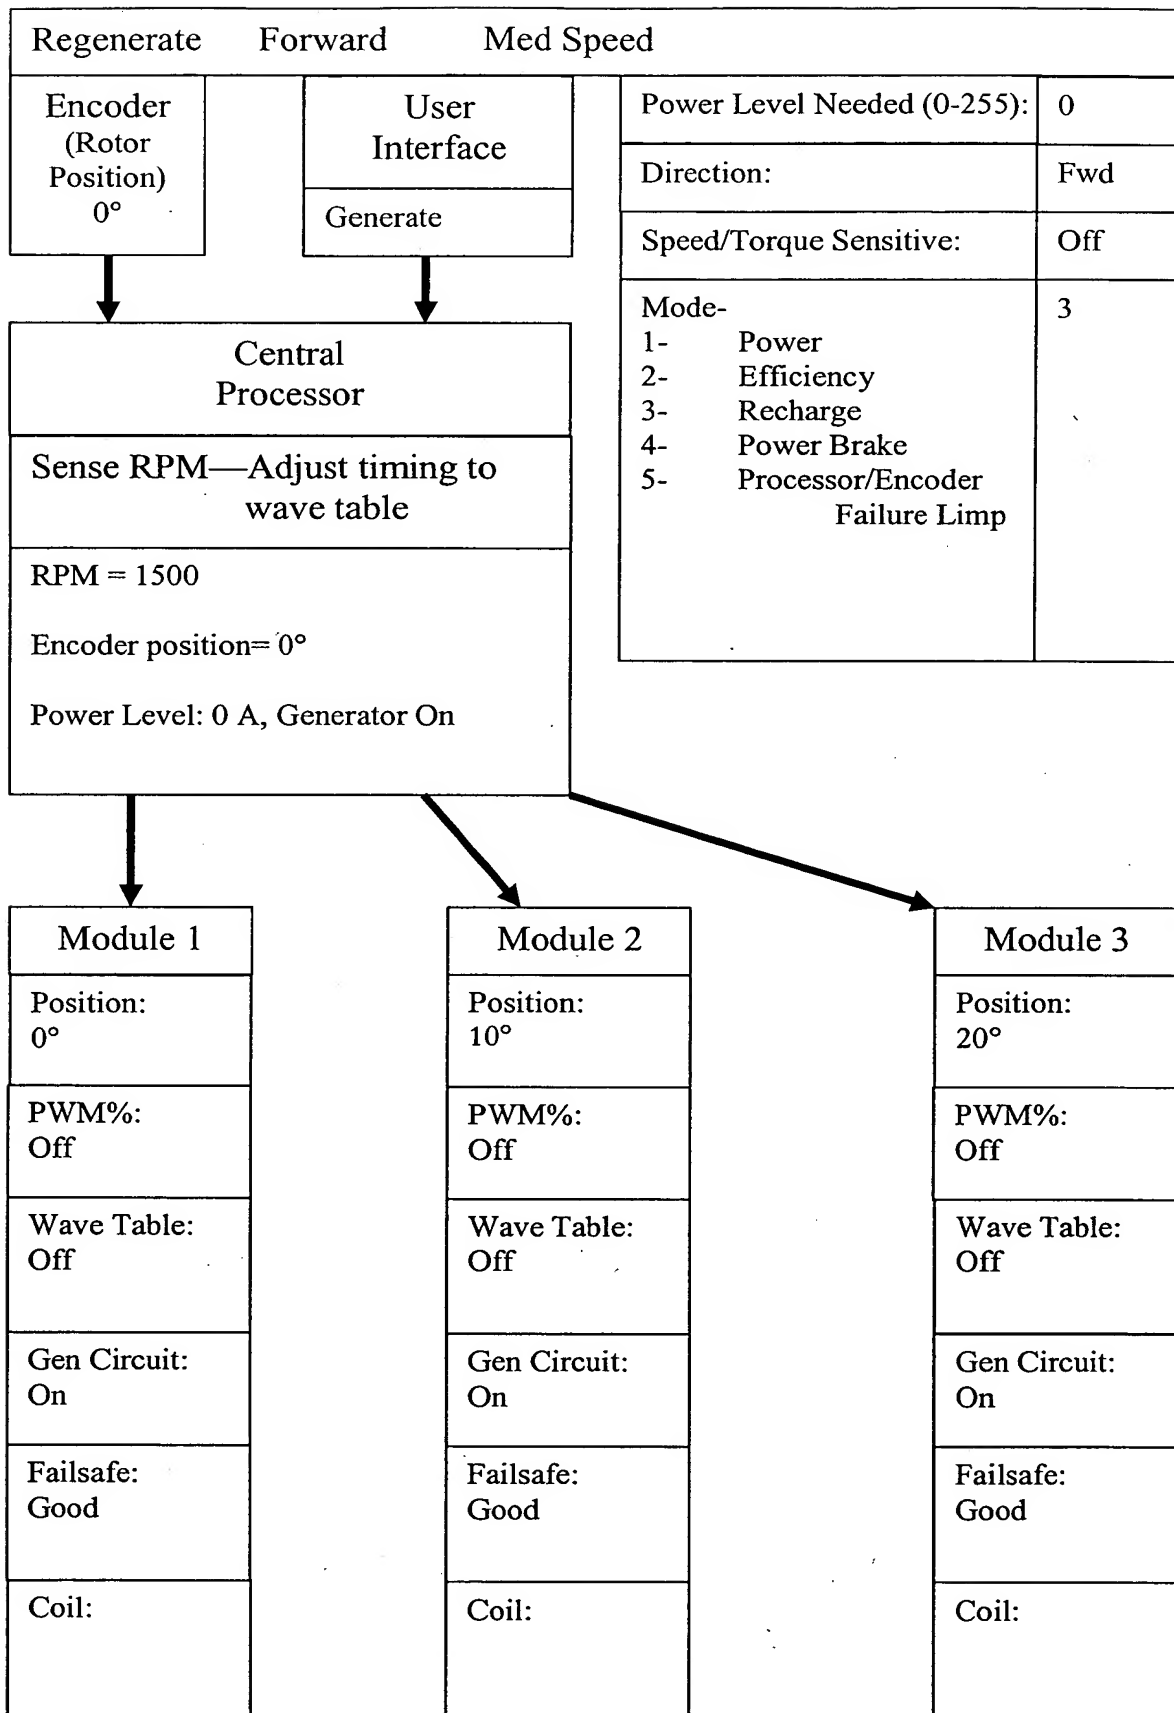 Regenerate Forward Med Speed
Encoder
(Rotor
Position)
0°
User
Interface
Generate
Power Level Needed (0-255): 0
Direction: Fwd
Speed/Torque Sensitive: Off
Mode- 3
1- Power
2- Efficiency
3- Recharge
4- Power Brake
5- Processor/Encoder
Failure Limp
Central
Processor
Sense RPM—Adjust timing to
wave table
RPM = 1500
Encoder position= 0°
Power Level: 0 A, Generator On
Module 1
Position:
0°
PWM%:
Off
Wave Table:
Off
Gen Circuit:
On
Failsafe:
Good
Coil:
Module 2
Position:
10°
PWM%:
Off
Wave Table:
Off
Gen Circuit:
On
Failsafe:
Good
Coil:
Module 3
Position:
20°
PWM%:
Off
Wave Table:
Off
Gen Circuit:
On
Failsafe:
Good
Coil: